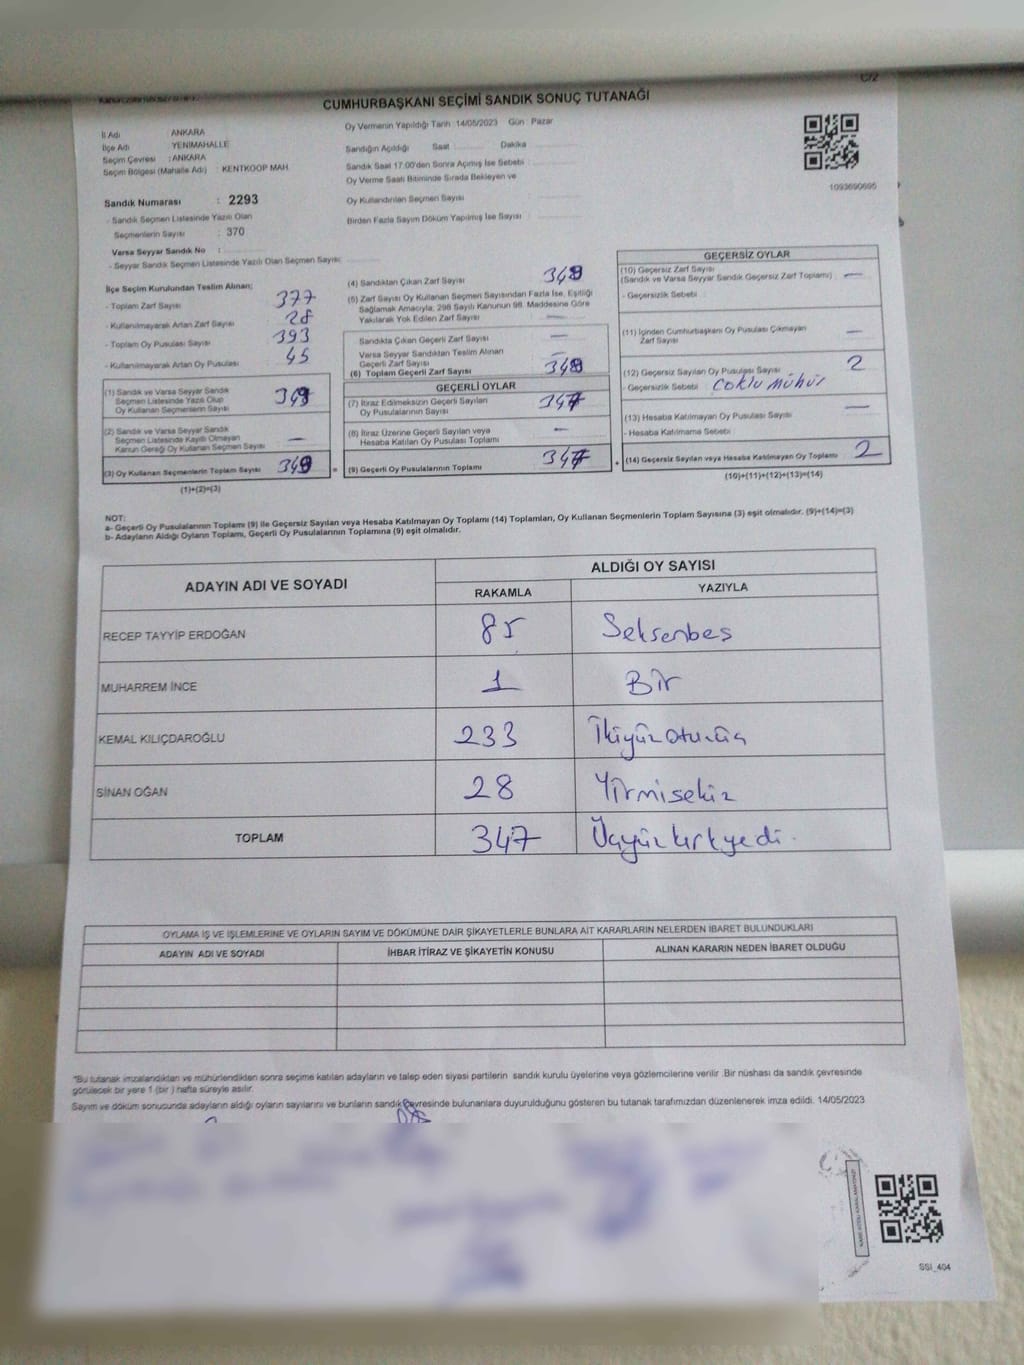 C/2
CUMHURBAŞKANI SEÇİMİ SANDIK SONUÇ TUTANAĞI
İl Adı ANKARA
İlçe Adı YENİMAHALLE
Seçim Çevresi : ANKARA
Seçim Bölgesi (Mahalle Adı) : KENTKOOP MAH.
Sandık Numarası : 2293
- Sandık Seçmen Listesinde Yazılı Olan
Seçmenlerin Sayısı : 370
Varsa Seyyar Sandık No :
- Seyyar Sandık Seçmen Listesinde Yazılı Olan Seçmen Sayısı:
Oy Vermenin Yapıldığı Tarih :14/05/2023 Gün : Pazar
Sandığın Açıldığı Saat Dakika
Sandık Saat 17.00'den Sonra Açılmış İse Sebebi :
Oy Verme Saati Bitiminde Sırada Bekleyen ve
Oy Kullandırılan Seçmen Sayısı
Birden Fazla Sayım Döküm Yapılmış İse Sayısı :
1093690695
İlçe Seçim Kurulundan Teslim Alınan;
- Toplam Zarf Sayısı 377
- Kullanılmayarak Artan Zarf Sayısı 28
- Toplam Oy Pusulası Sayısı 393
- Kullanılmayarak Artan Oy Pusulası 45
(1) Sandık ve Varsa Seyyar Sandık
Seçmen Listesinde Yazılı Olup
Oy Kullanan Seçmenlerin Sayısı 349
(2) Sandık ve Varsa Seyyar Sandık
Seçmen Listesinde Kayıtlı Olmayan
Kanun Gereği Oy Kullanan Seçmen Sayısı —
(3) Oy Kullanan Seçmenlerin Toplam Sayısı 349
(1)+(2)=(3)
(4) Sandıktan Çıkan Zarf Sayısı 349
(5) Zarf Sayısı Oy Kullanan Seçmen Sayısından Fazla İse, Eşitliği
Sağlamak Amacıyla; 298 Sayılı Kanunun 98. Maddesine Göre
Yakılarak Yok Edilen Zarf Sayısı —
Sandıkta Çıkan Geçerli Zarf Sayısı —
Varsa Seyyar Sandıktan Teslim Alınan
Geçerli Zarf Sayısı —
(6) Toplam Geçerli Zarf Sayısı 349
GEÇERLİ OYLAR
(7) İtiraz Edilmeksizin Geçerli Sayılan
Oy Pusulalarının Sayısı 347
(8) İtiraz Üzerine Geçerli Sayılan veya
Hesaba Katılan Oy Pusulası Toplamı —
(9) Geçerli Oy Pusulalarının Toplamı 347
GEÇERSİZ OYLAR
(10) Geçersiz Zarf Sayısı
(Sandık ve Varsa Seyyar Sandık Geçersiz Zarf Toplamı) —
- Geçersizlik Sebebi :
(11) İçinden Cumhurbaşkanı Oy Pusulası Çıkmayan
Zarf Sayısı —
(12) Geçersiz Sayılan Oy Pusulası Sayısı 2
- Geçersizlik Sebebi : Çoklu mühür
(13) Hesaba Katılmayan Oy Pusulası Sayısı —
- Hesaba Katılmama Sebebi :
(14) Geçersiz Sayılan veya Hesaba Katılmayan Oy Toplamı 2
(10)+(11)+(12)+(13)=(14)
NOT:
a- Geçerli Oy Pusulalarının Toplamı (9) ile Geçersiz Sayılan veya Hesaba Katılmayan Oy Toplamı (14) Toplamları, Oy Kullanan Seçmenlerin Toplam Sayısına (3) eşit olmalıdır. (9)+(14)=(3)
b- Adayların Aldığı Oyların Toplamı, Geçerli Oy Pusulalarının Toplamına (9) eşit olmalıdır.
ADAYIN ADI VE SOYADI ALDIĞI OY SAYISI
RAKAMLA YAZIYLA
RECEP TAYYİP ERDOĞAN 85 Seksenbeş
MUHARREM İNCE 1 Bir
KEMAL KILIÇDAROĞLU 233 İkiyüzotuzüç
SİNAN OĞAN 28 Yirmisekiz
TOPLAM 347 Üçyüzkırkyedi.
OYLAMA İŞ VE İŞLEMLERİNE VE OYLARIN SAYIM VE DÖKÜMÜNE DAİR ŞİKAYETLERLE BUNLARA AİT KARARLARIN NELERDEN İBARET BULUNDUKLARI
ADAYIN ADI VE SOYADI İHBAR İTİRAZ VE ŞİKAYETİN KONUSU ALINAN KARARIN NEDEN İBARET OLDUĞU
"Bu tutanak imzalandıktan ve mühürlendikten sonra seçime katılan adayların ve talep eden siyasi partilerin sandık kurulu üyelerine veya gözlemcilerine verilir .Bir nüshası da sandık çevresinde
görülecek bir yere 1 (bir ) hafta süreyle asılır.
Sayım ve döküm sonucunda adayların aldığı oyların sayılarını ve bunların sandık çevresinde bulunanlara duyurulduğunu gösteren bu tutanak tarafımızdan düzenlenerek imza edildi. 14/05/2023
SSI_404